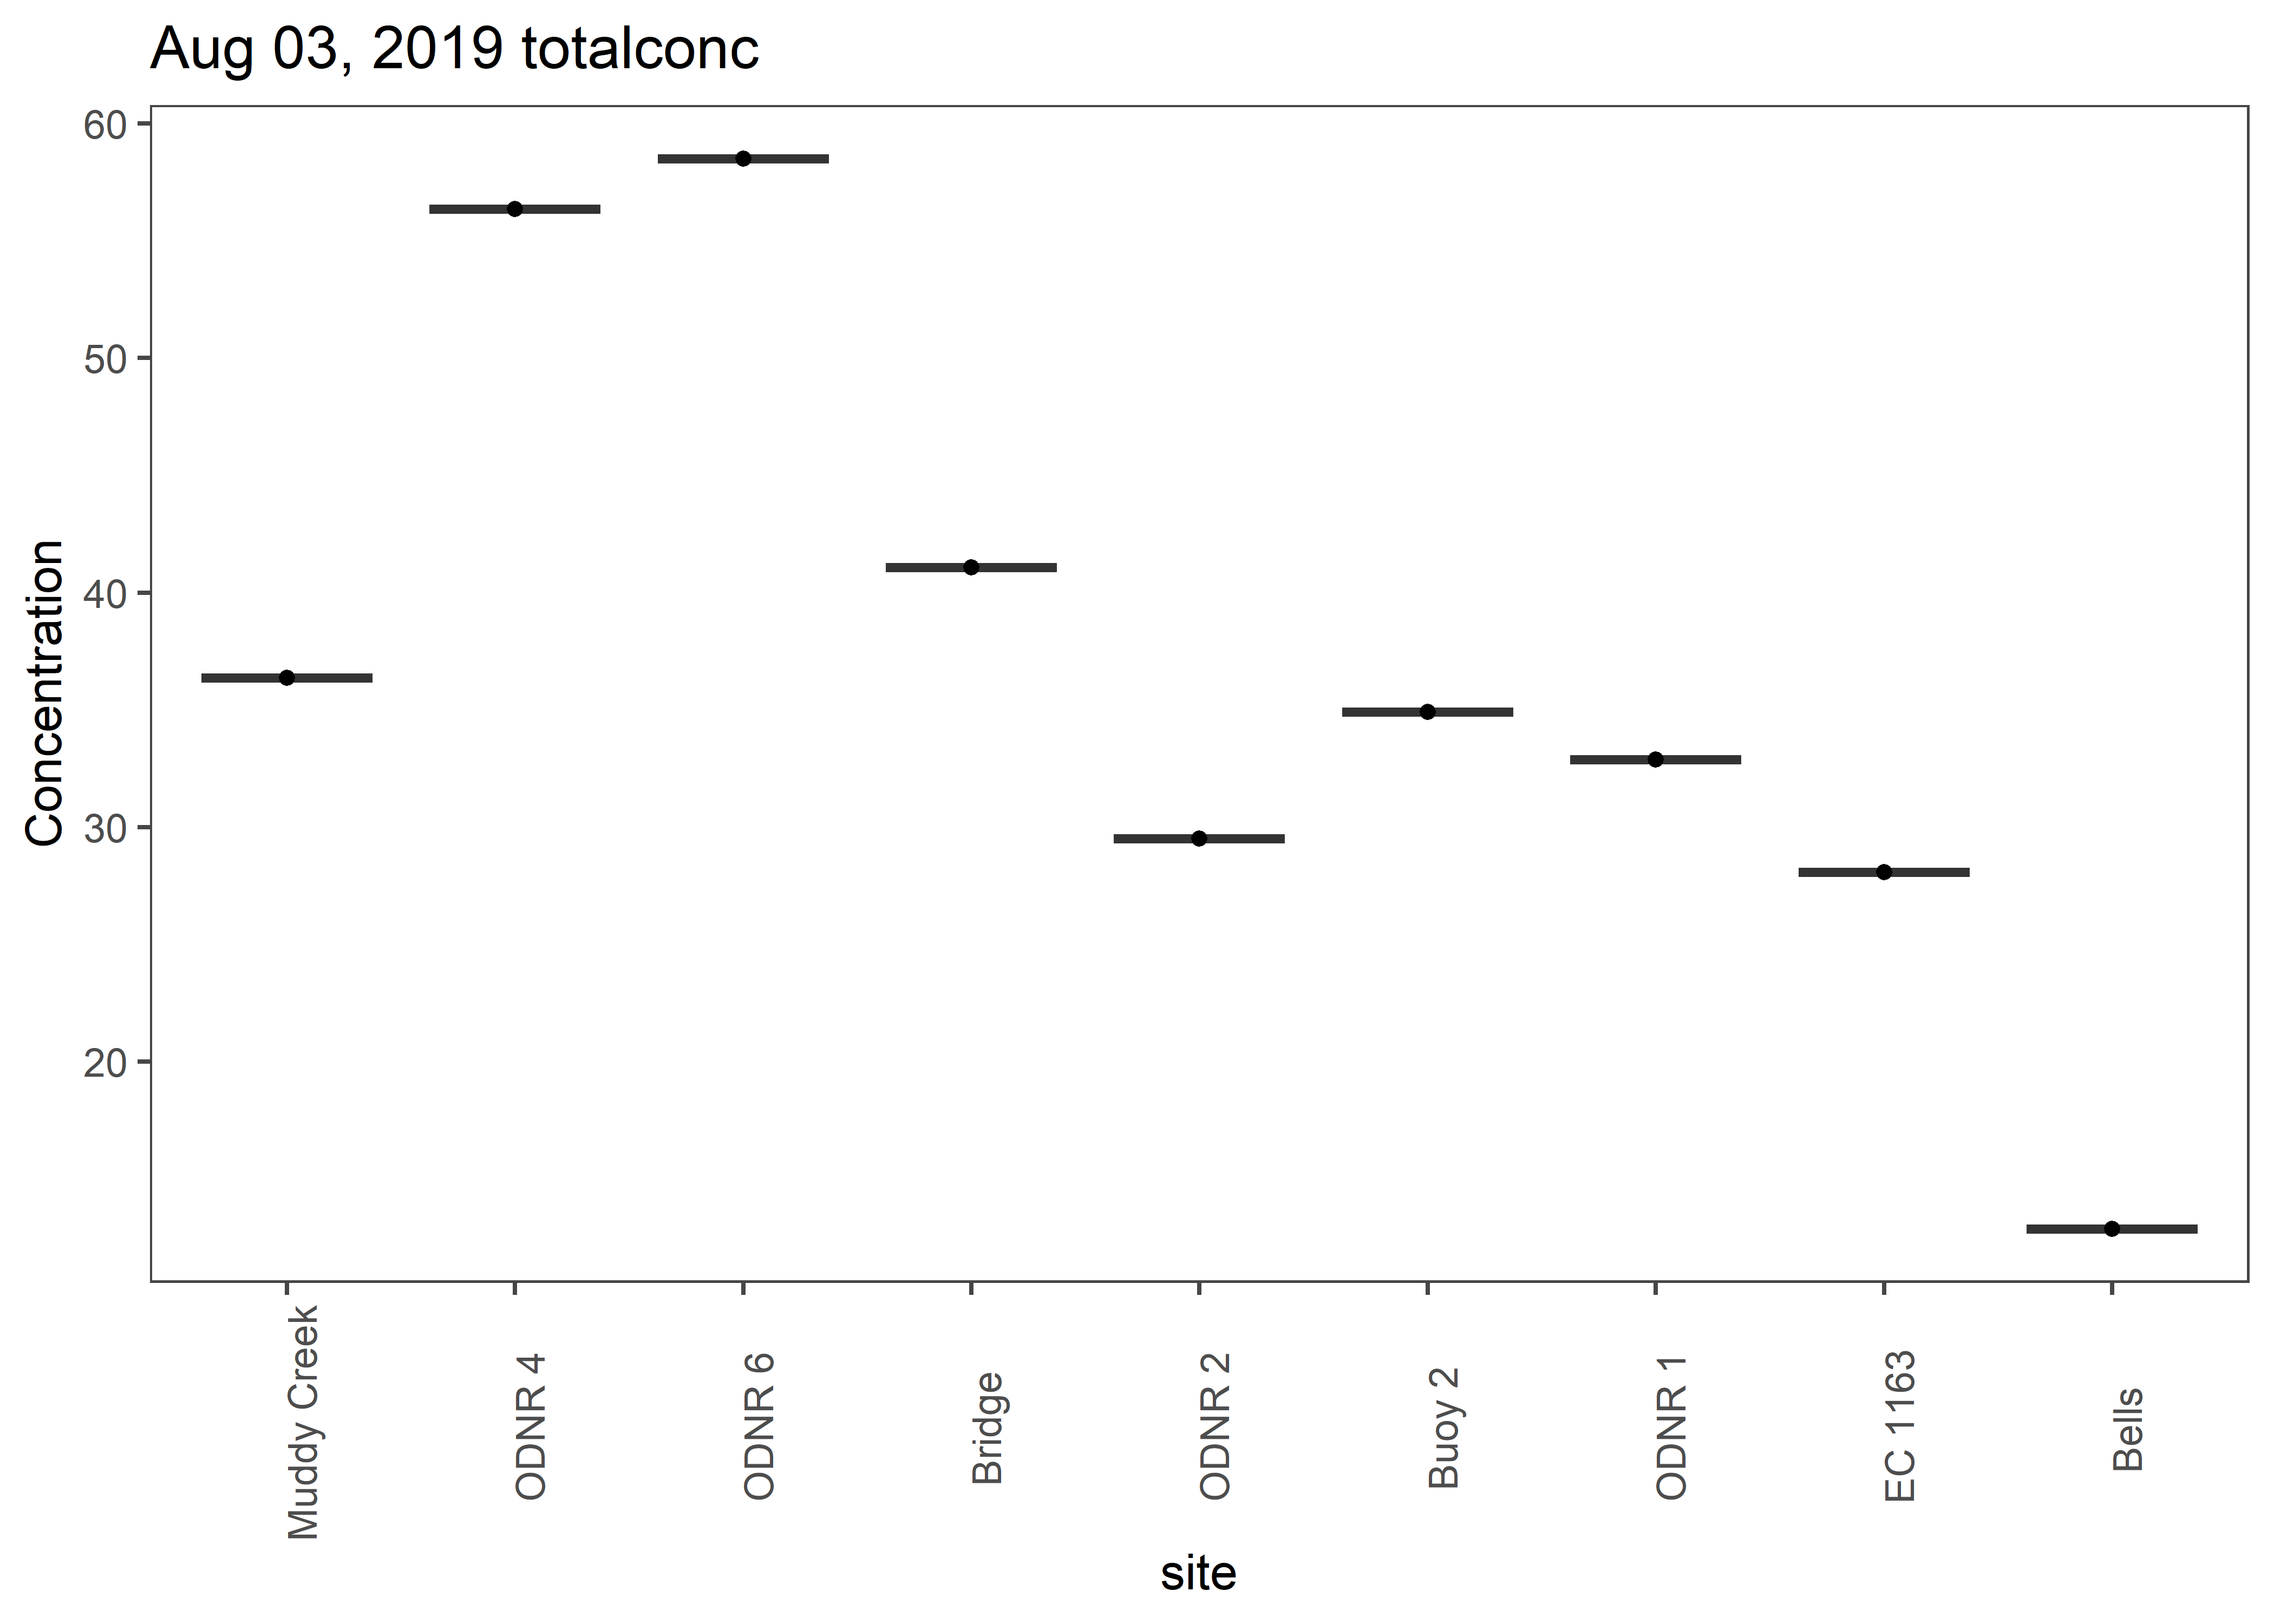 Aug 03, 2019 totalconc
Concentration
60
50
40
30
20
Muddy Creek
ODNR 4
ODNR 6
Bridge
ODNR 2
Buoy 2
ODNR 1
EC 1163
Bells
site